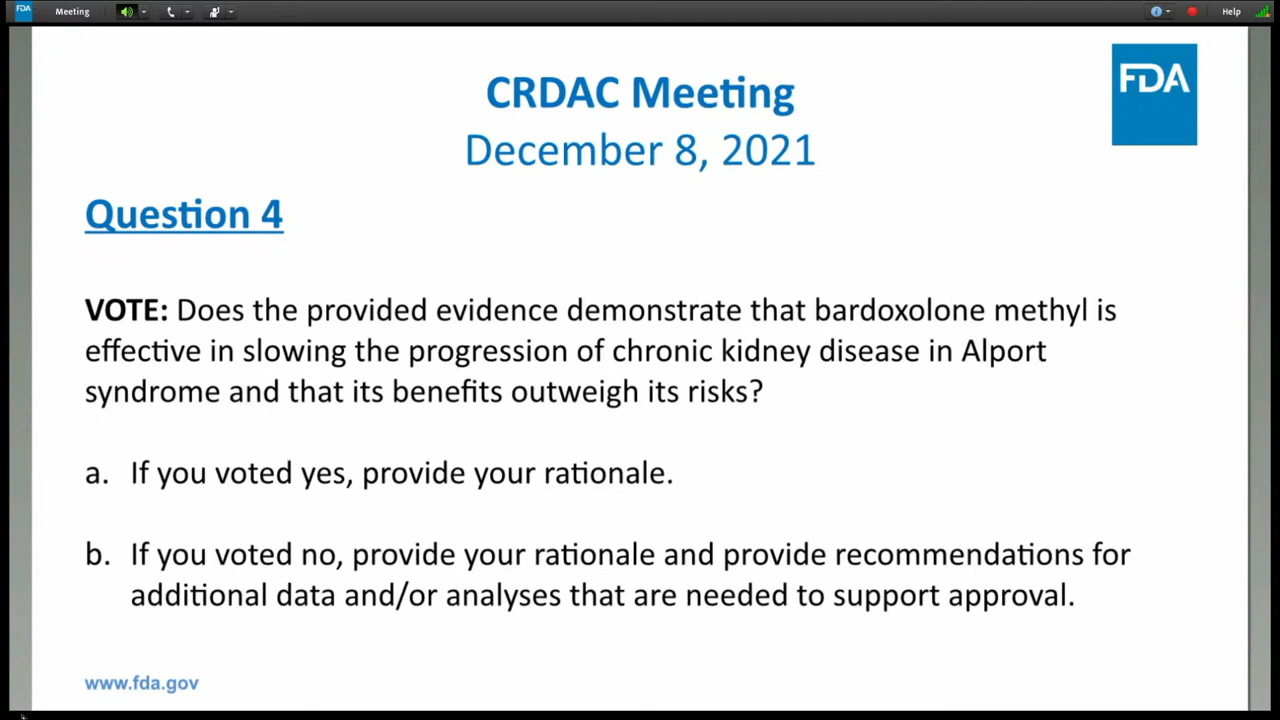 FDA Meeting Help
CRDAC Meeting
FDA
December 8, 2021
Question 4
VOTE: Does the provided evidence demonstrate that bardoxolone methyl is
effective in slowing the progression of chronic kidney disease in Alport
syndrome and that its benefits outweigh its risks?
a. If you voted yes, provide your rationale.
b. If you voted no, provide your rationale and provide recommendations for
additional data and/or analyses that are needed to support approval.
www.fda.gov